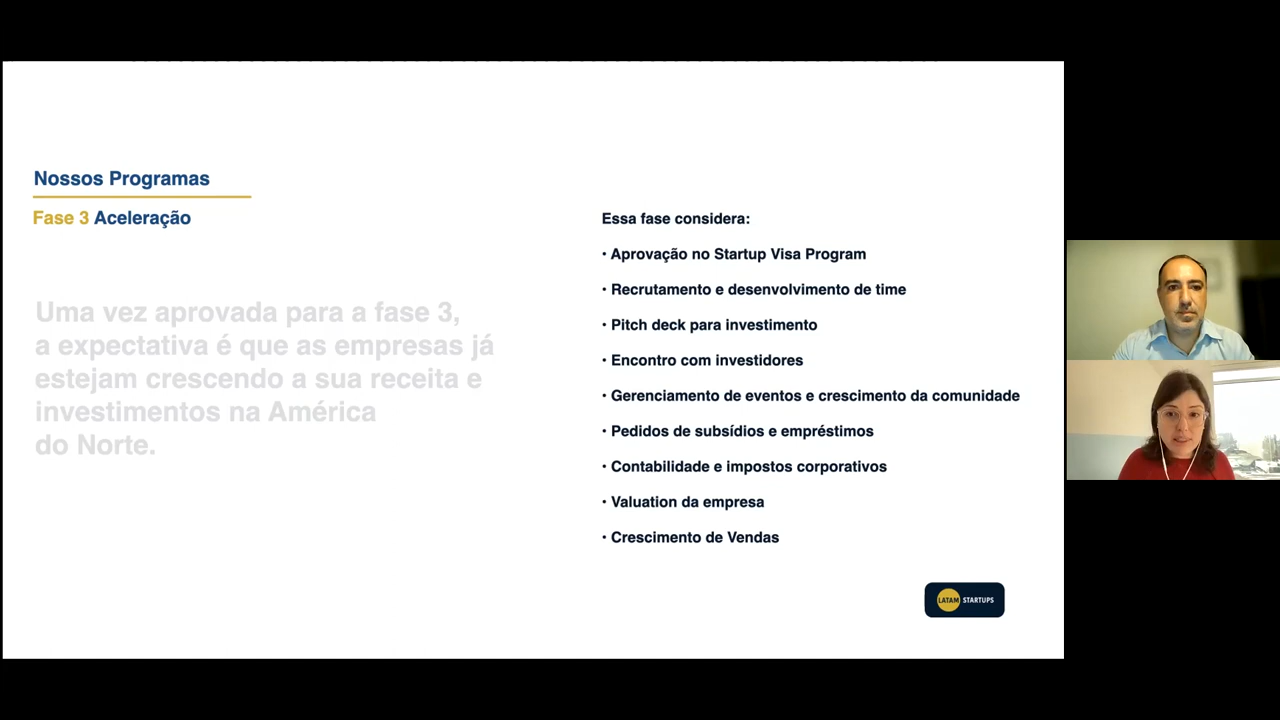 Nossos Programas
Fase 3 Aceleração
Uma vez aprovada para a fase 3,
a expectativa é que as empresas já
estejam crescendo a sua receita e
investimentos na América
do Norte.
Essa fase considera:
• Aprovação no Startup Visa Program
• Recrutamento e desenvolvimento de time
• Pitch deck para investimento
• Encontro com investidores
• Gerenciamento de eventos e crescimento da comunidade
• Pedidos de subsídios e empréstimos
• Contabilidade e impostos corporativos
• Valuation da empresa
• Crescimento de Vendas
LATAM STARTUPS